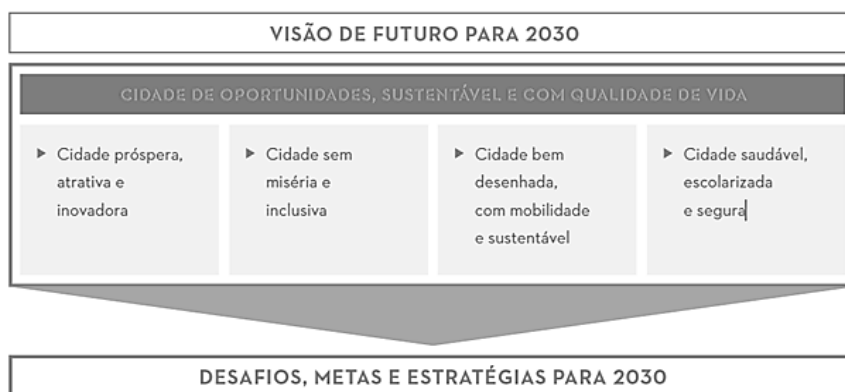 VISÃO DE FUTURO PARA 2030
CIDADE DE OPORTUNIDADES, SUSTENTÁVEL E COM QUALIDADE DE VIDA
Cidade próspera,
atrativa e
inovadora
Cidade sem
miséria e
inclusiva
Cidade bem
desenhada,
com mobilidade
e sustentável
Cidade saudável,
escolarizada
e segura
DESAFIOS, METAS E ESTRATÉGIAS PARA 2030